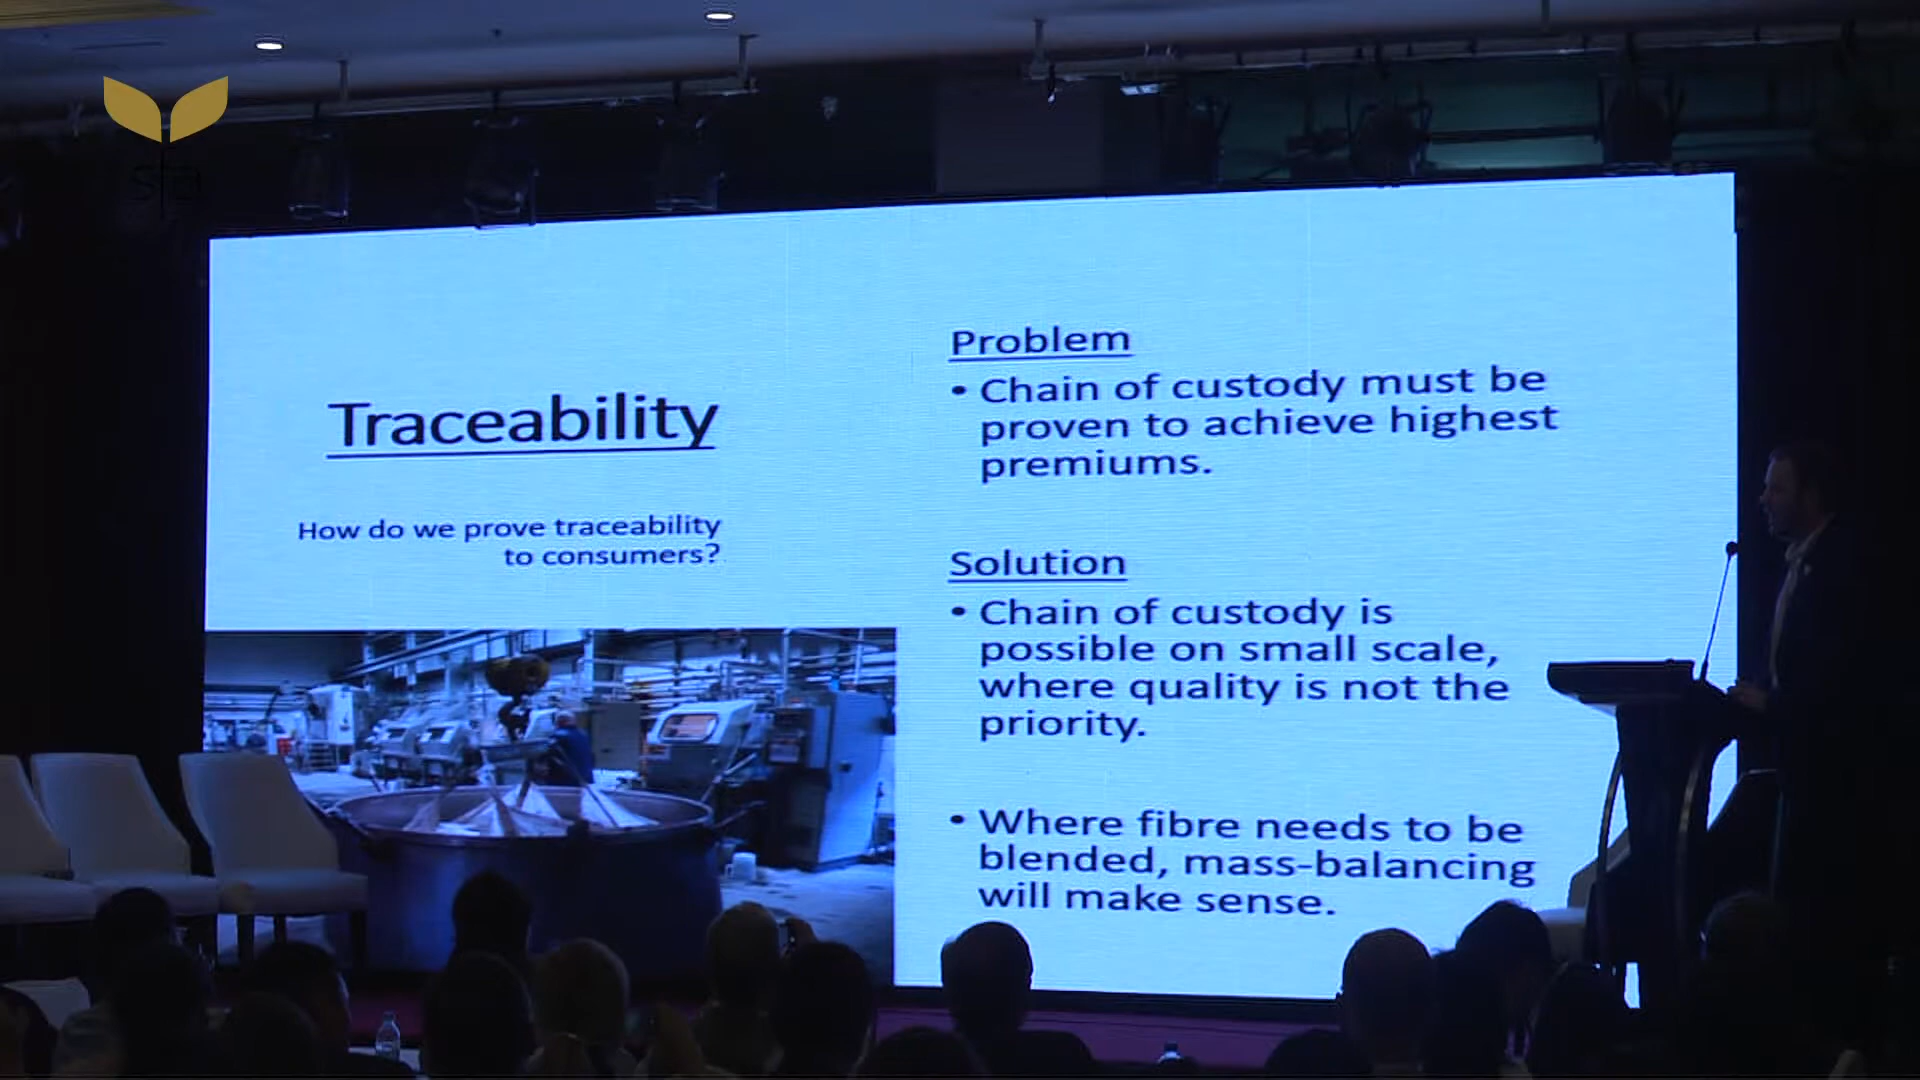 sfa
Traceability
How do we prove traceability
to consumers?
Problem
• Chain of custody must be
proven to achieve highest
premiums.
Solution
• Chain of custody is
possible on small scale,
where quality is not the
priority.
• Where fibre needs to be
blended, mass-balancing
will make sense.